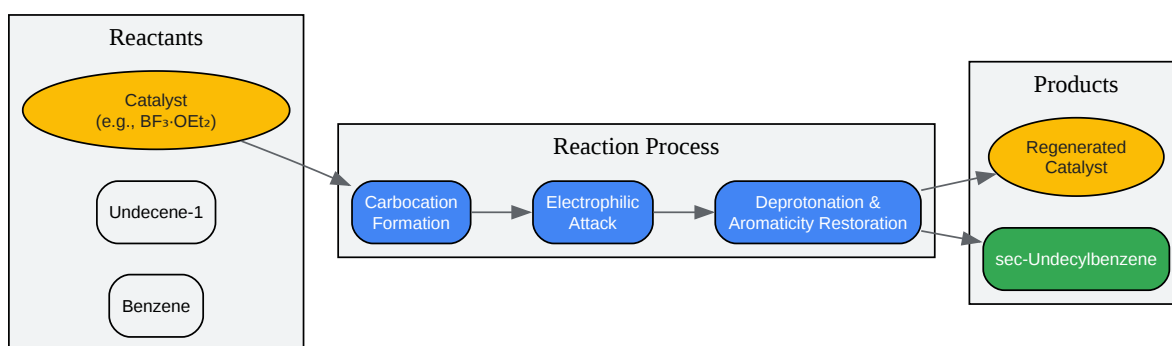 Reactants
Catalyst
(e.g., BF₃·OEt₂)
Undecene-1
Benzene
Reaction Process
Carbocation
Formation
Electrophilic
Attack
Deprotonation &
Aromaticity Restoration
Products
Regenerated
Catalyst
sec-Undecylbenzene